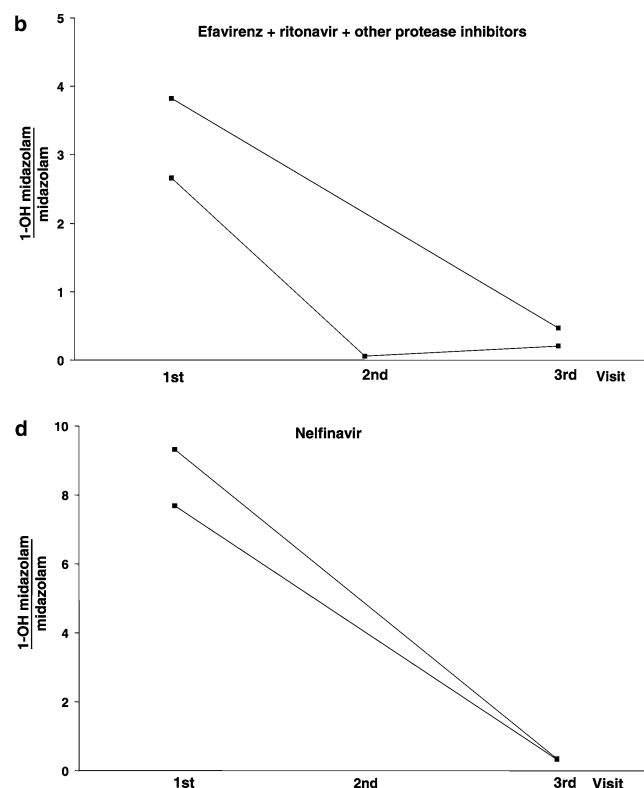 b
Efavirenz + ritonavir + other protease inhibitors
5
4
3
2
1
0
1-OH midazolam
midazolam
1st 2nd 3rd Visit
d
Nelfinavir
10
8
6
4
2
0
1-OH midazolam
midazolam
1st 2nd 3rd Visit